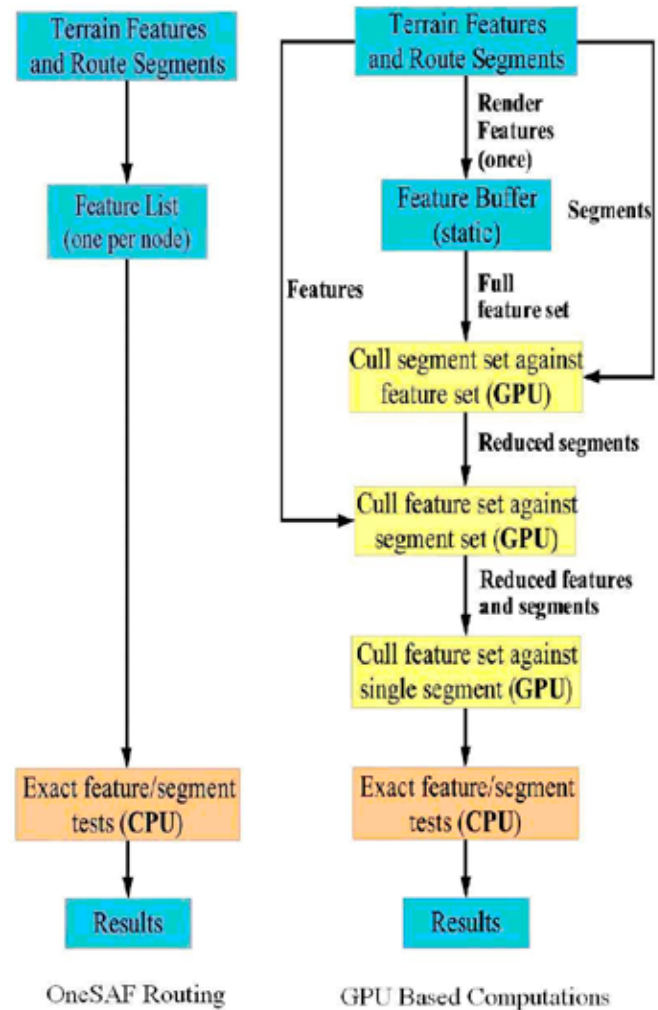 Terrain Features
and Route Segments
Feature List
(one per node)
Exact feature/segment
tests (CPU)
Results
OneSAF Routing
Terrain Features
and Route Segments
Render
Features
(once)
Segments
Feature Buffer
(static)
Features
Full
feature set
Cull segment set against
feature set (GPU)
Reduced segments
Cull feature set against
segment set (GPU)
Reduced features
and segments
Cull feature set against
single segment (GPU)
Exact feature/segment
tests (CPU)
Results
GPU Based Computations